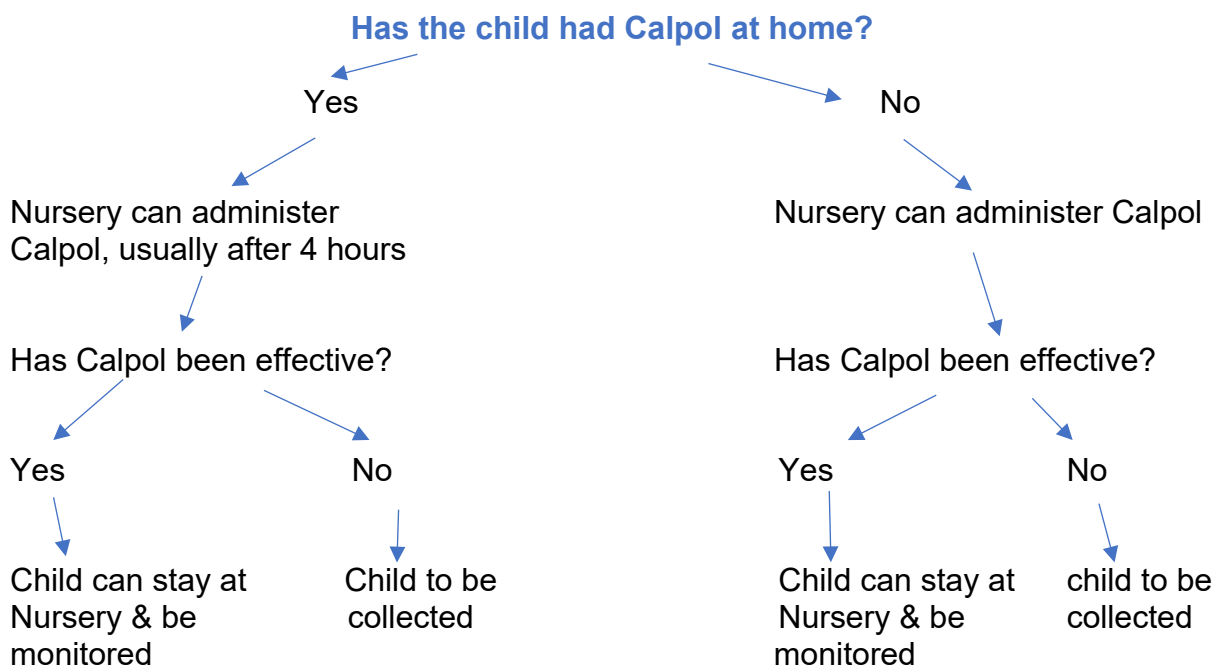 Has the child had Calpol at home?
Yes
No
Nursery can administer
Calpol, usually after 4 hours
Nursery can administer Calpol
Has Calpol been effective?
Has Calpol been effective?
Yes
No
Yes
No
Child can stay at
Nursery & be
monitored
Child to be
collected
Child can stay at
Nursery & be
monitored
child to be
collected